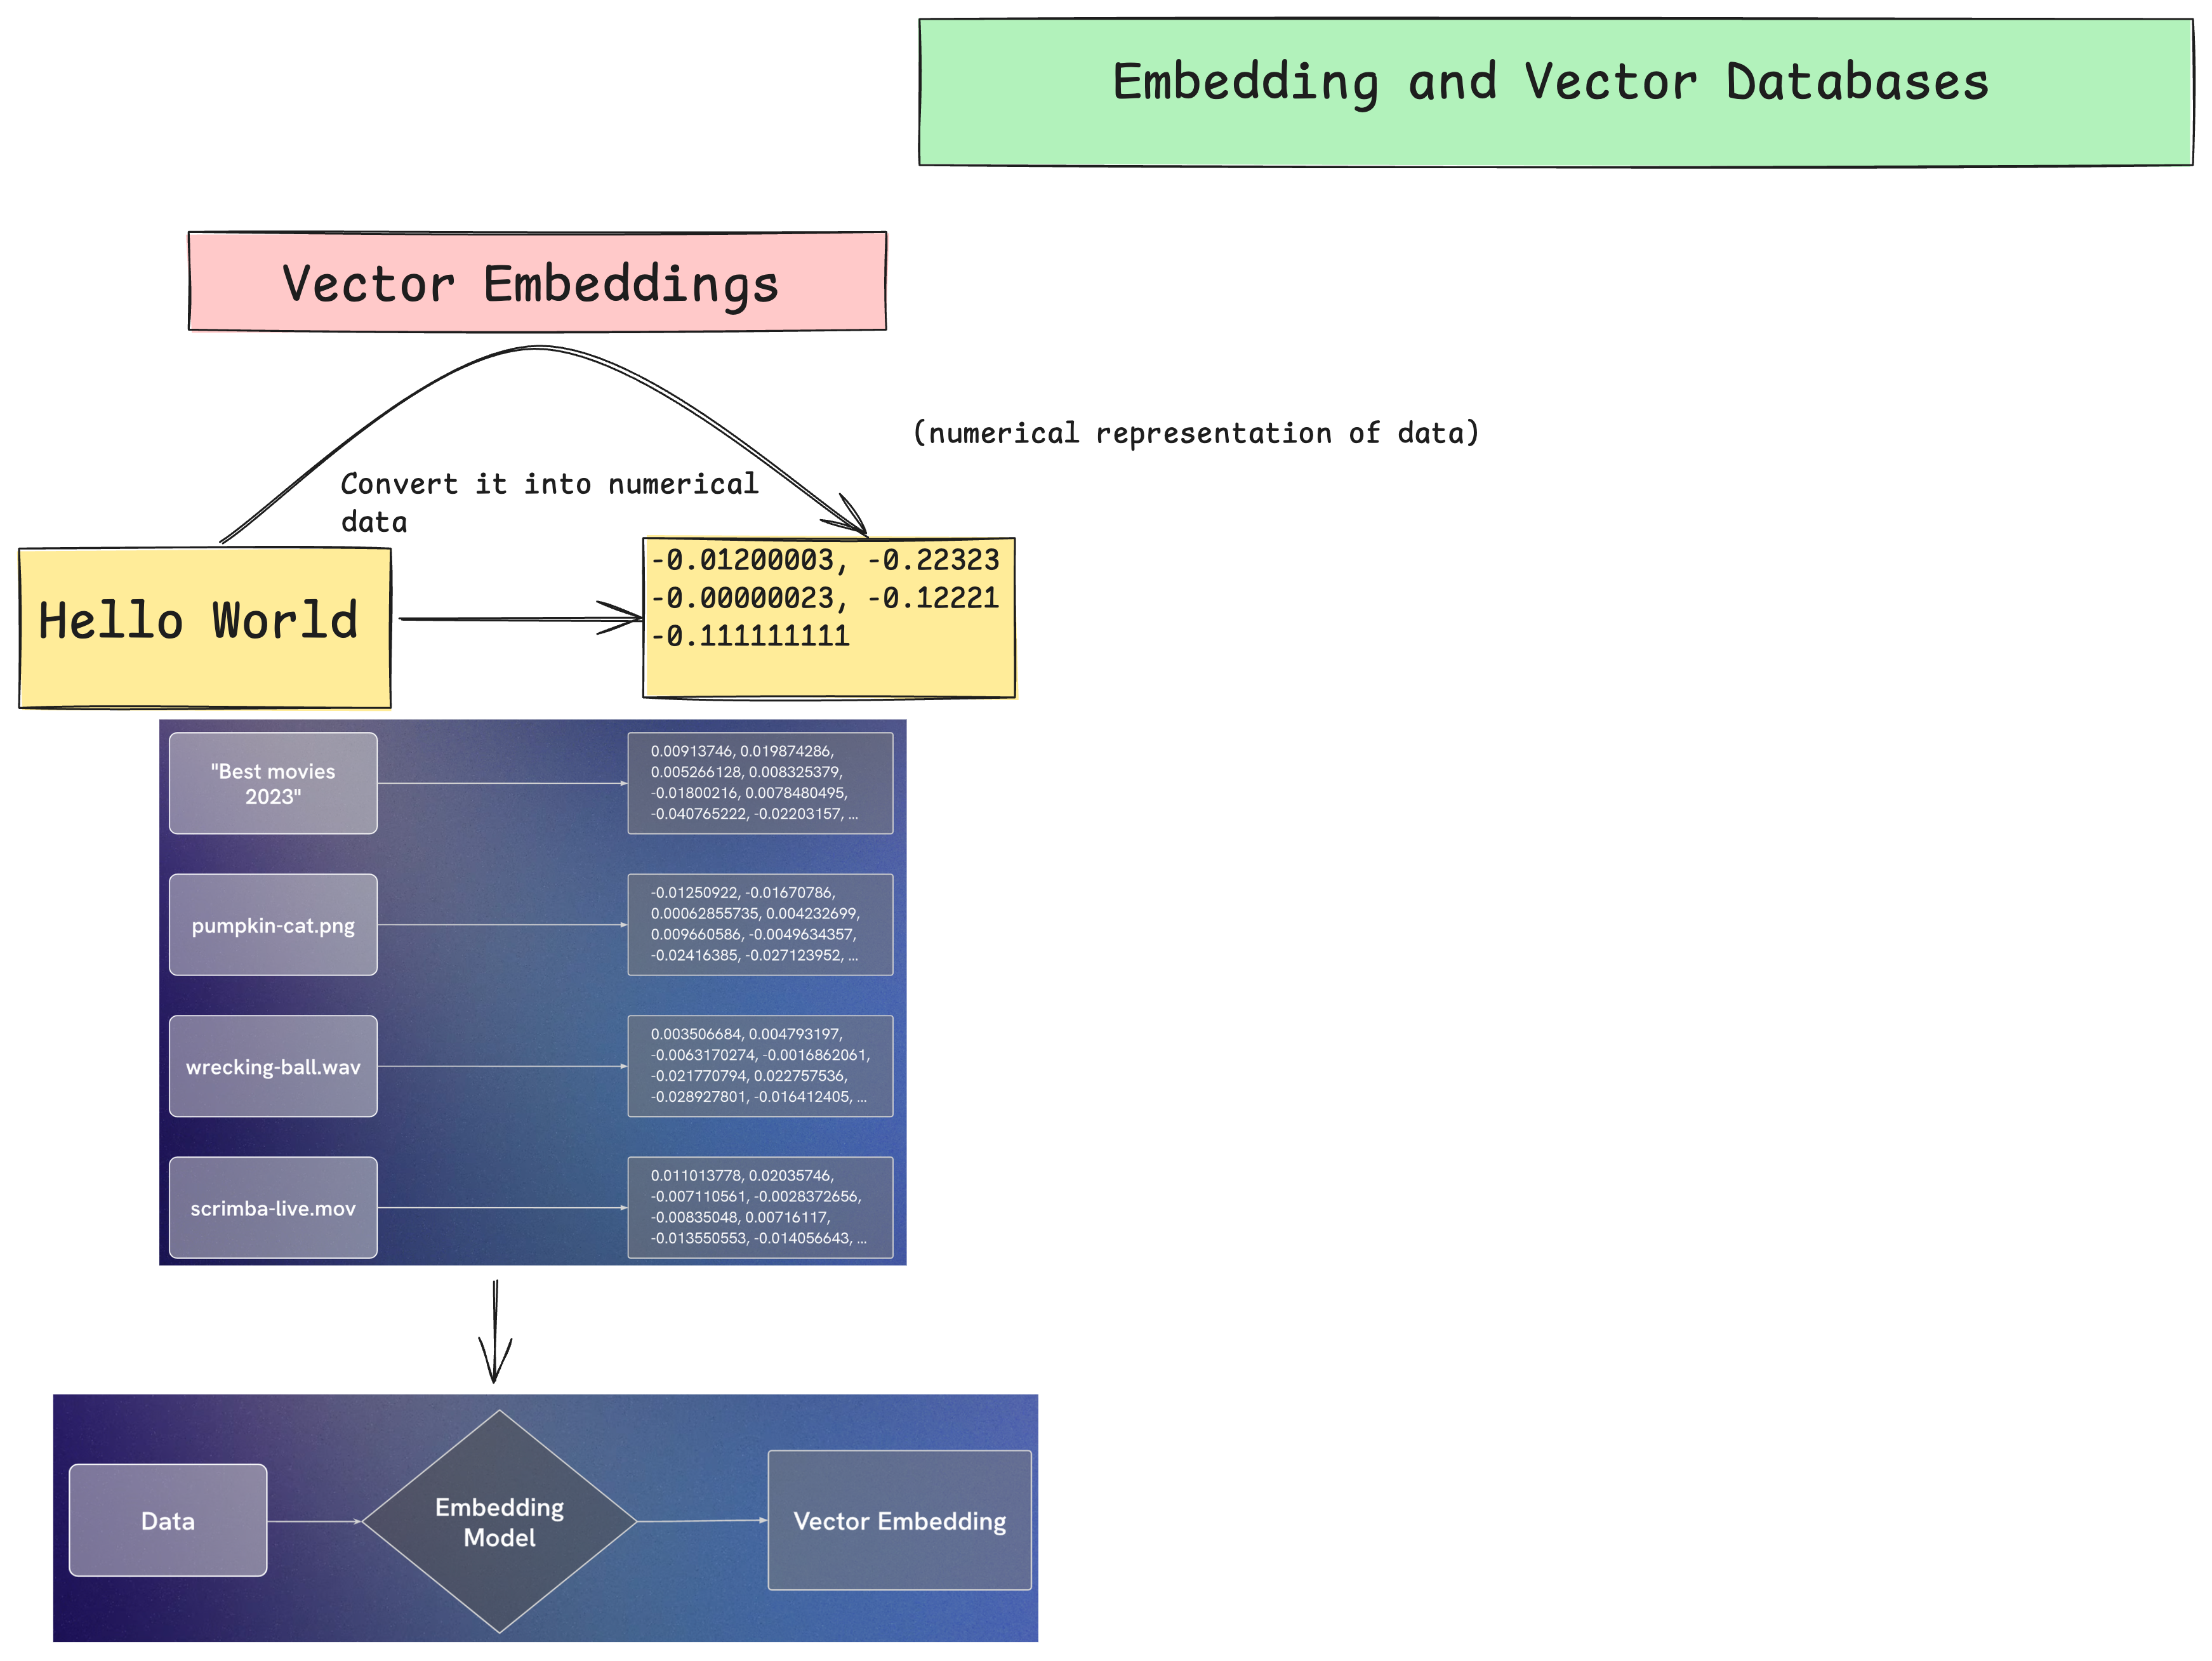 Embedding and Vector Databases
Vector Embeddings
(numerical representation of data)
Convert it into numerical
data
Hello World
-0.01200003, -0.22323
-0.00000023, -0.12221
-0.111111111
"Best movies
2023"
0.00913746, 0.019874286,
0.005266128, 0.008325379,
-0.01800216, 0.0078480495,
-0.040765222, -0.02203157, ...
pumpkin-cat.png
-0.01250922, -0.01670786,
0.00062855735, 0.004232699,
0.009660586, -0.0049634357,
-0.02416385, -0.027123952, ...
wrecking-ball.wav
0.003506684, 0.004793197,
-0.0063170274, -0.0016862061,
-0.021770794, 0.022757536,
-0.028927801, -0.016412405, ...
scrimba-live.mov
0.011013778, 0.02035746,
-0.007110561, -0.0028372656,
-0.00835048, 0.00716117,
-0.013550553, -0.014056643, ...
Data
Embedding
Model
Vector Embedding